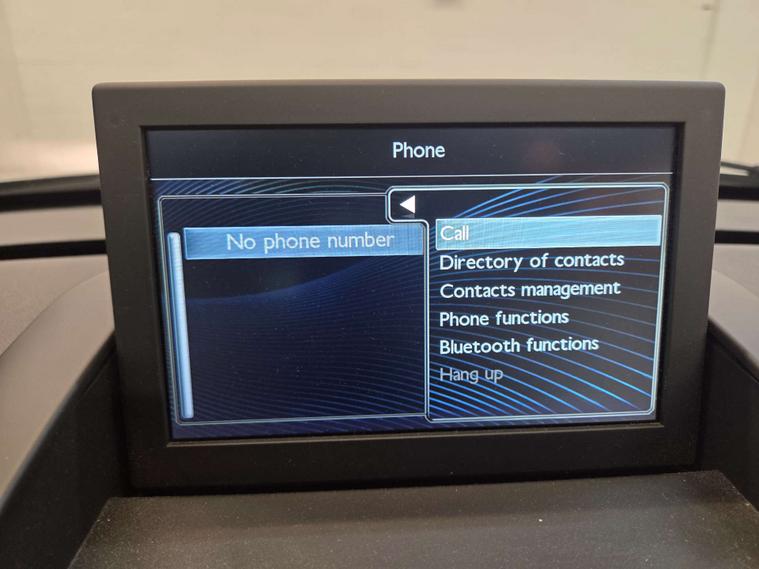 Phone
No phone number
Call
Directory of contacts
Contacts management
Phone functions
Bluetooth functions
Hang up